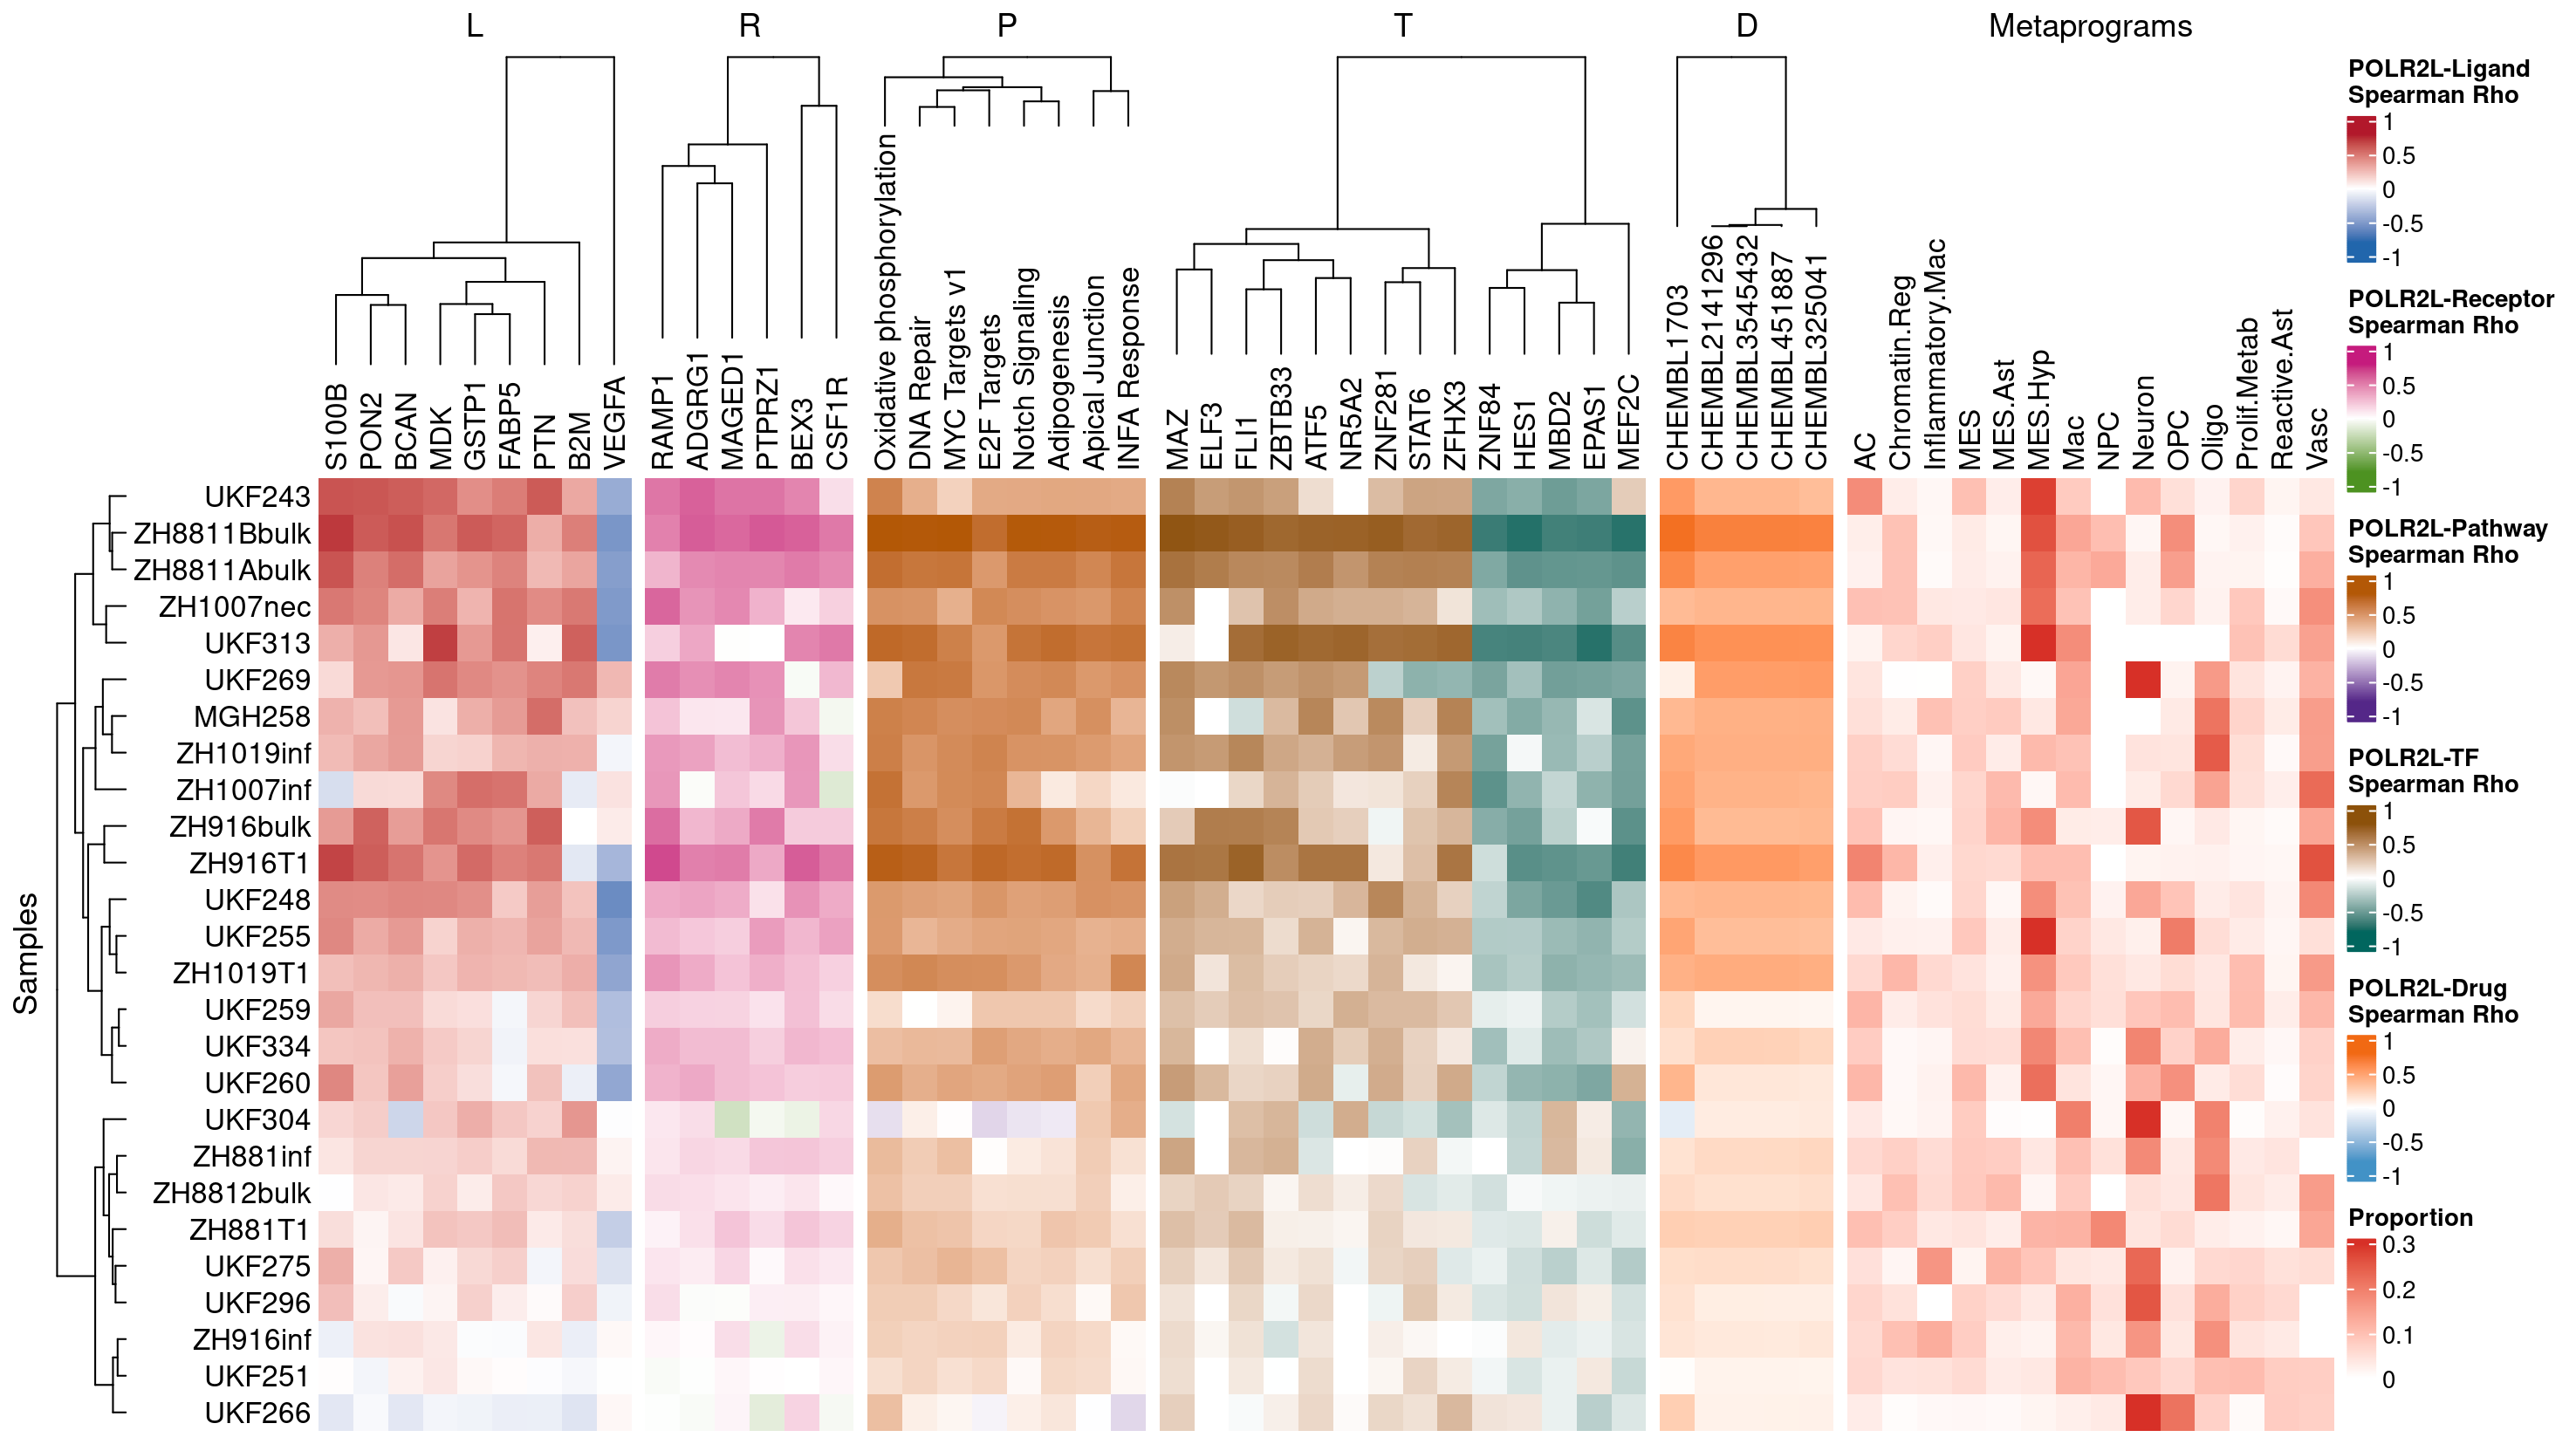 L R P T D Metaprograms
S100B
PON2
BCAN
MDK
GSTP1
FABP5
PTN
B2M
VEGFA
RAMP1
ADGRG1
MAGED1
PTPRZ1
BEX3
CSF1R
Oxidative phosphorylation
DNA Repair
MYC Targets v1
E2F Targets
Notch Signaling
Adipogenesis
Apical Junction
INFA Response
MAZ
ELF3
FLI1
ZBTB33
ATF5
NR5A2
ZNF281
STAT6
ZFHX3
ZNF84
HES1
MBD2
EPAS1
MEF2C
CHEMBL1703
CHEMBL2141296
CHEMBL3545432
CHEMBL451887
CHEMBL325041
AC
Chromatin.Reg
Inflammatory.Mac
MES
MES.Ast
MES.Hyp
Mac
NPC
Neuron
OPC
Oligo
Prolif.Metab
Reactive.Ast
Vasc
Samples
UKF243
ZH8811Bbulk
ZH8811Abulk
ZH1007nec
UKF313
UKF269
MGH258
ZH1019inf
ZH1007inf
ZH916bulk
ZH916T1
UKF248
UKF255
ZH1019T1
UKF259
UKF334
UKF260
UKF304
ZH881inf
ZH8812bulk
ZH881T1
UKF275
UKF296
ZH916inf
UKF251
UKF266
POLR2L-Ligand
Spearman Rho
1
0.5
0
-0.5
-1
POLR2L-Receptor
Spearman Rho
1
0.5
0
-0.5
-1
POLR2L-Pathway
Spearman Rho
1
0.5
0
-0.5
-1
POLR2L-TF
Spearman Rho
1
0.5
0
-0.5
-1
POLR2L-Drug
Spearman Rho
1
0.5
0
-0.5
-1
Proportion
0.3
0.2
0.1
0